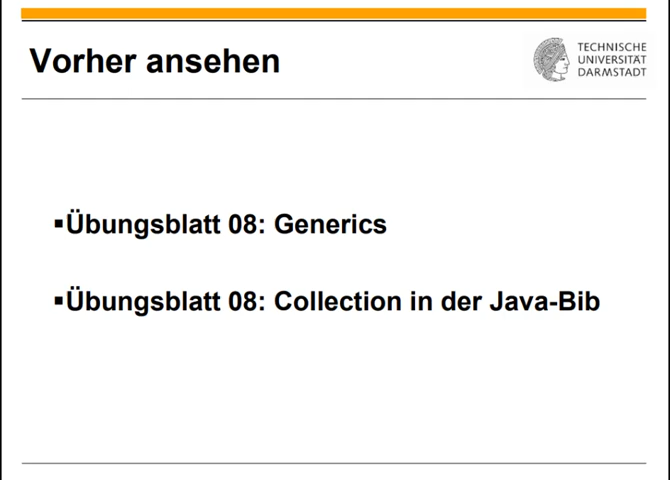 Vorher ansehen
TECHNISCHE
UNIVERSITÄT
DARMSTADT
▪Übungsblatt 08: Generics
▪Übungsblatt 08: Collection in der Java-Bib